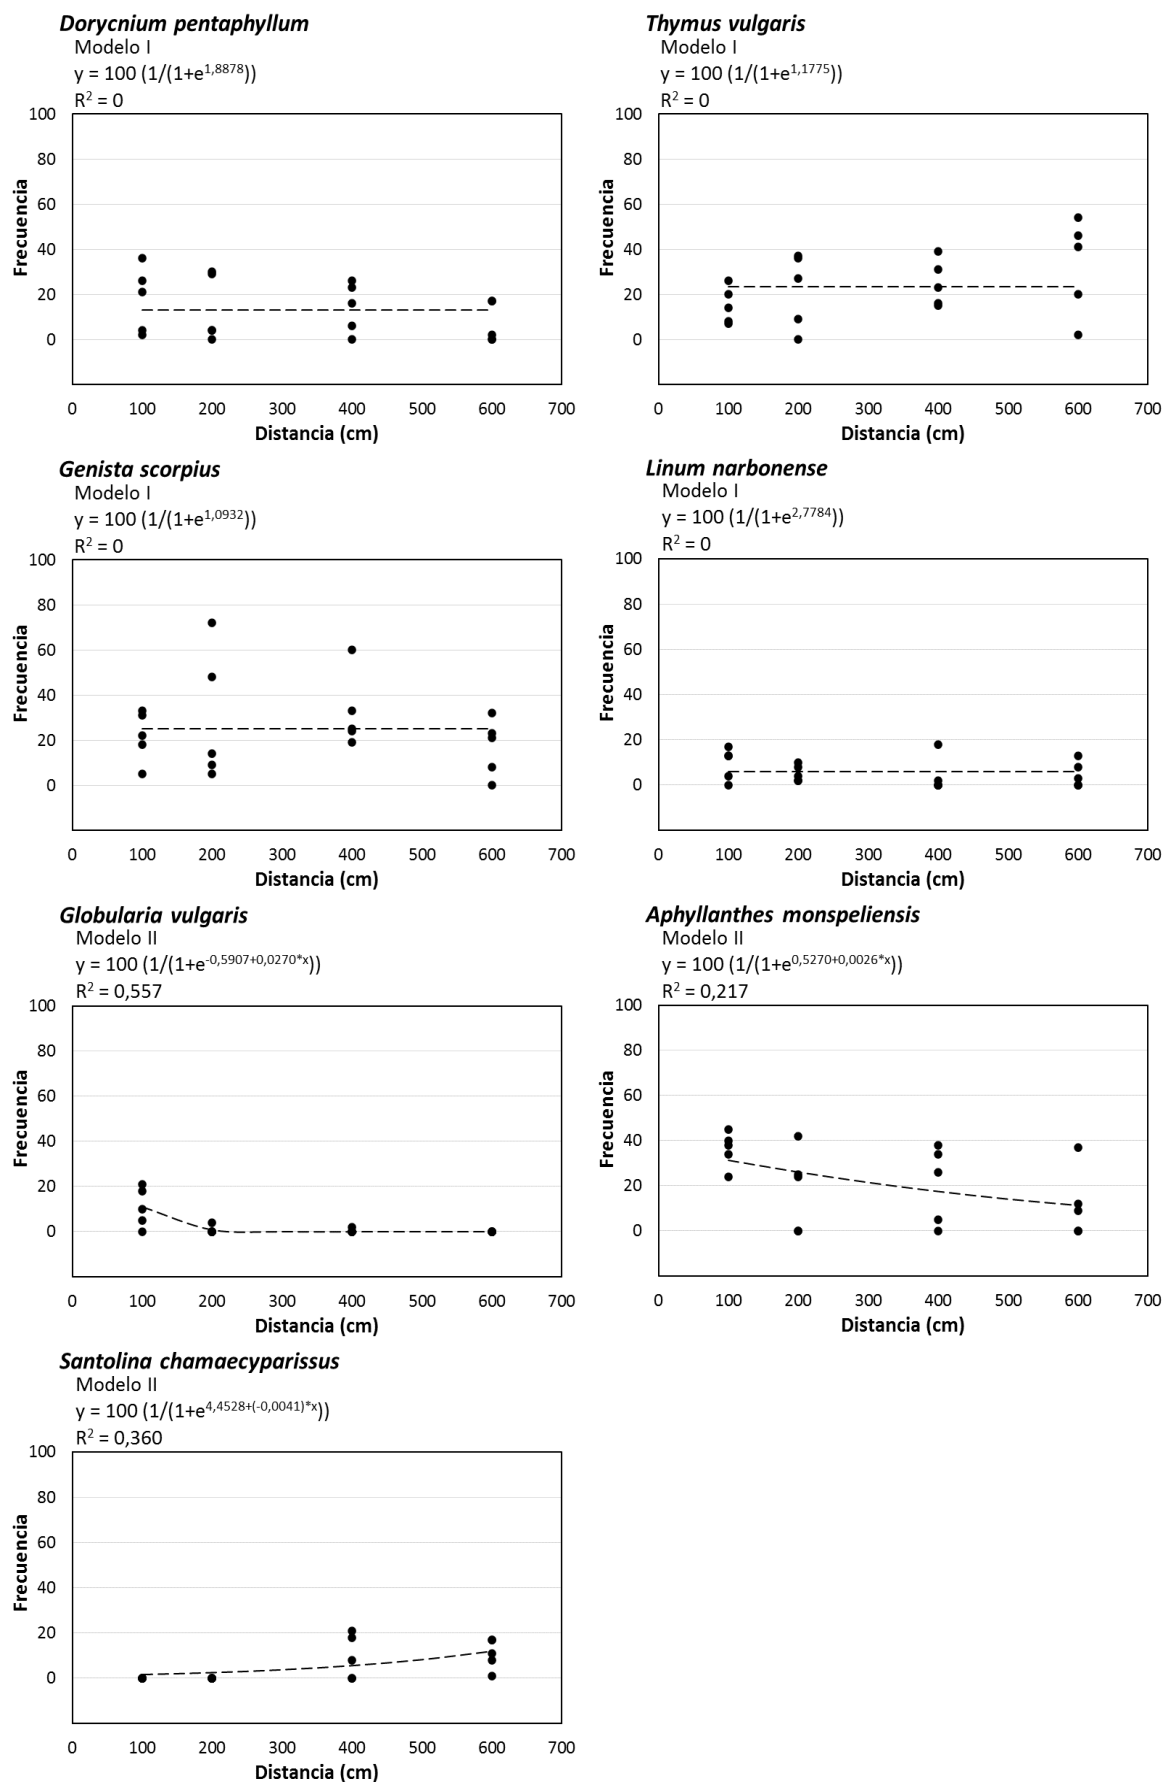 Dorycnium pentaphyllum
Modelo I
y = 100 (1/(1+e^1,8878))
R² = 0
100
80
60
40
20
0
Frecuencia
0 100 200 300 400 500 600 700
Distancia (cm)
Thymus vulgaris
Modelo I
y = 100 (1/(1+e^1,1775))
R² = 0
100
80
60
40
20
0
Frecuencia
0 100 200 300 400 500 600 700
Distancia (cm)
Genista scorpius
Modelo I
y = 100 (1/(1+e^1,0932))
R² = 0
100
80
60
40
20
0
Frecuencia
0 100 200 300 400 500 600 700
Distancia (cm)
Linum narbonense
Modelo I
y = 100 (1/(1+e^2,7784))
R² = 0
100
80
60
40
20
0
Frecuencia
0 100 200 300 400 500 600 700
Distancia (cm)
Globularia vulgaris
Modelo II
y = 100 (1/(1+e^-0,5907+0,0270*x))
R² = 0,557
100
80
60
40
20
0
Frecuencia
0 100 200 300 400 500 600 700
Distancia (cm)
Aphyllanthes monspeliensis
Modelo II
y = 100 (1/(1+e^0,5270+0,0026*x))
R² = 0,217
100
80
60
40
20
0
Frecuencia
0 100 200 300 400 500 600 700
Distancia (cm)
Santolina chamaecyparissus
Modelo II
y = 100 (1/(1+e^4,4528+(-0,0041)*x))
R² = 0,360
100
80
60
40
20
0
Frecuencia
0 100 200 300 400 500 600 700
Distancia (cm)